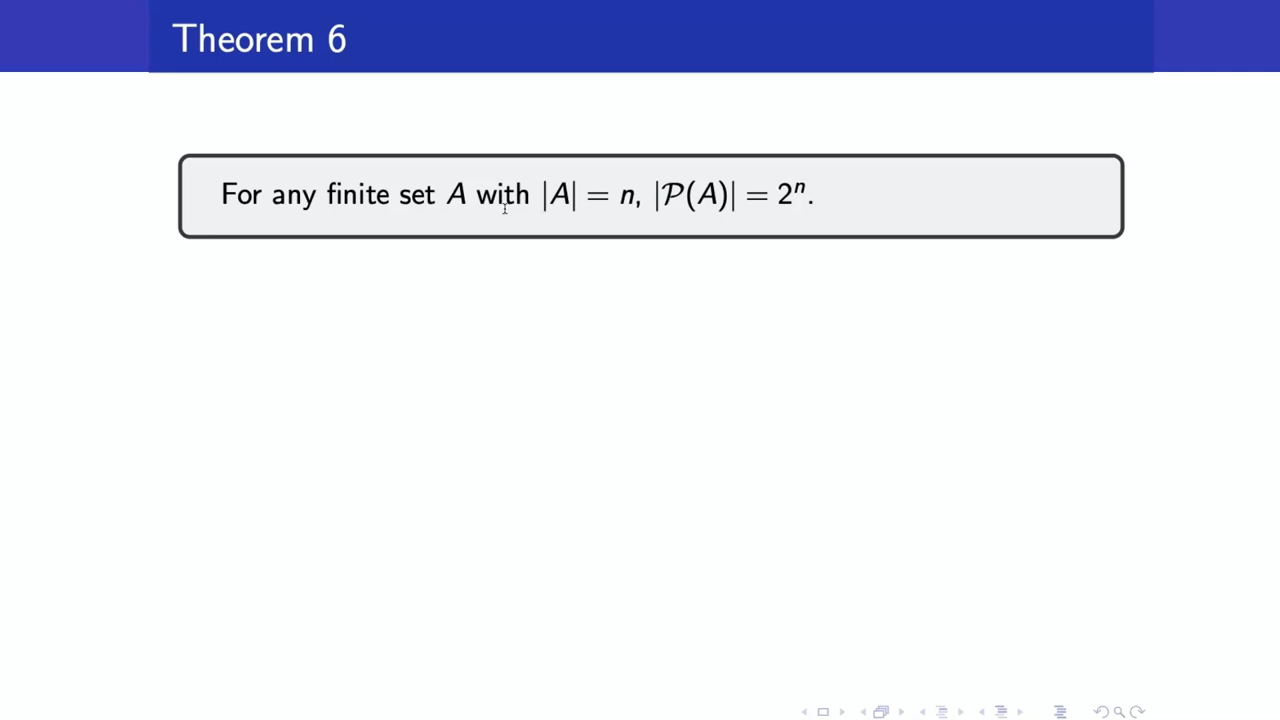 Theorem 6
For any finite set A with |A| = n, |𝒫(A)| = 2ⁿ.